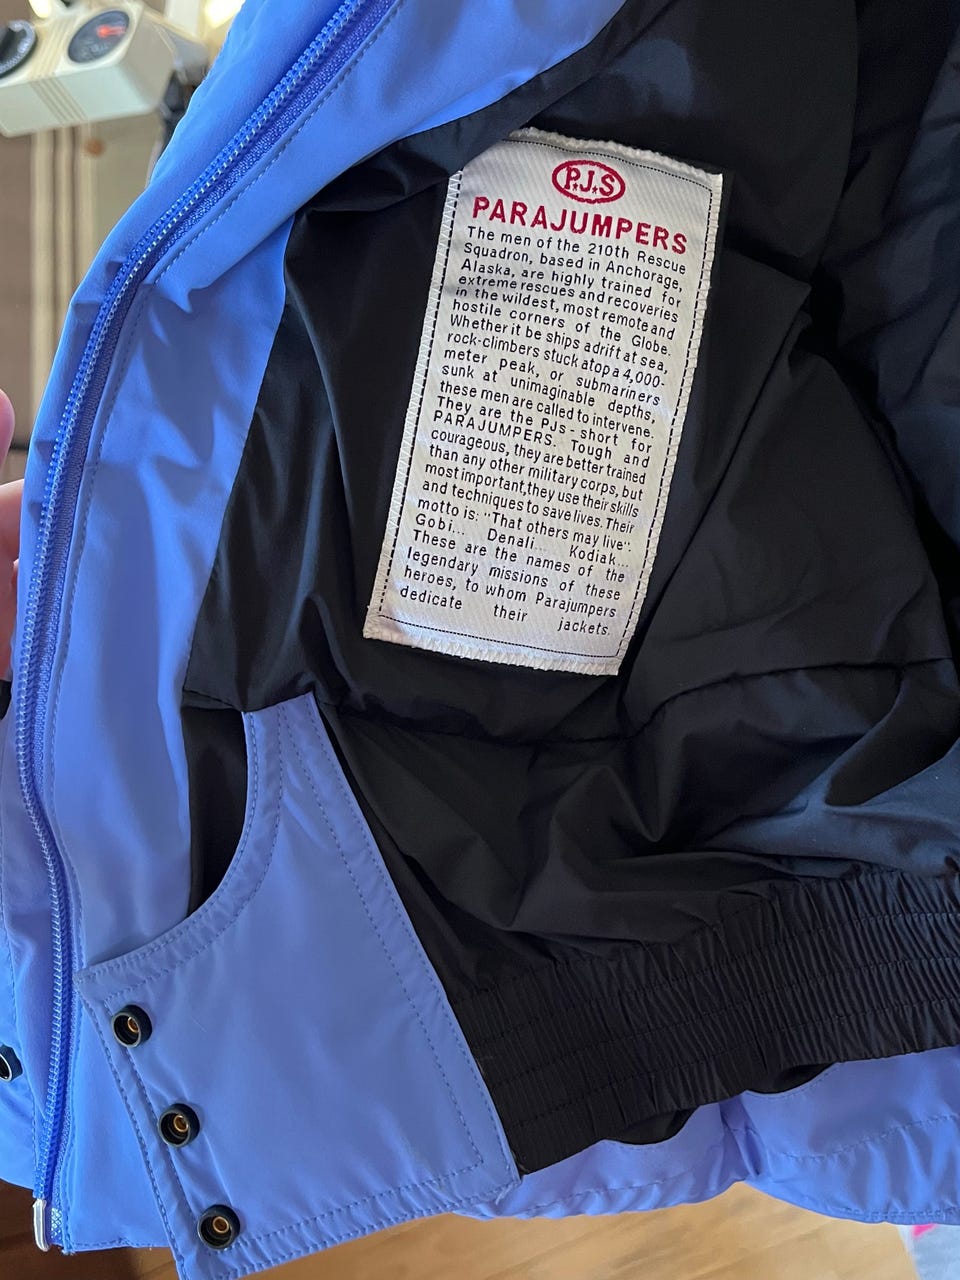 P.J.S
PARAJUMPERS
The men of the 210th Rescue
Squadron, based in Anchorage,
Alaska, are highly trained for
extreme rescues and recoveries
in the wildest, most remote and
hostile corners of the Globe.
Whether it be ships adrift at sea,
rock-climbers stuck atop a 4,000-
meter peak, or submariners
sunk at unimaginable depths,
these men are called to intervene.
They are the PJs - short for
PARAJUMPERS. Tough and
courageous, they are better trained
than any other military corps, but
most important,they use their skills
and techniques to save lives. Their
motto is: "That others may live".
Gobi... Denali... Kodiak...
These are the names of the
legendary missions of these
heroes, to whom Parajumpers
dedicate their jackets.